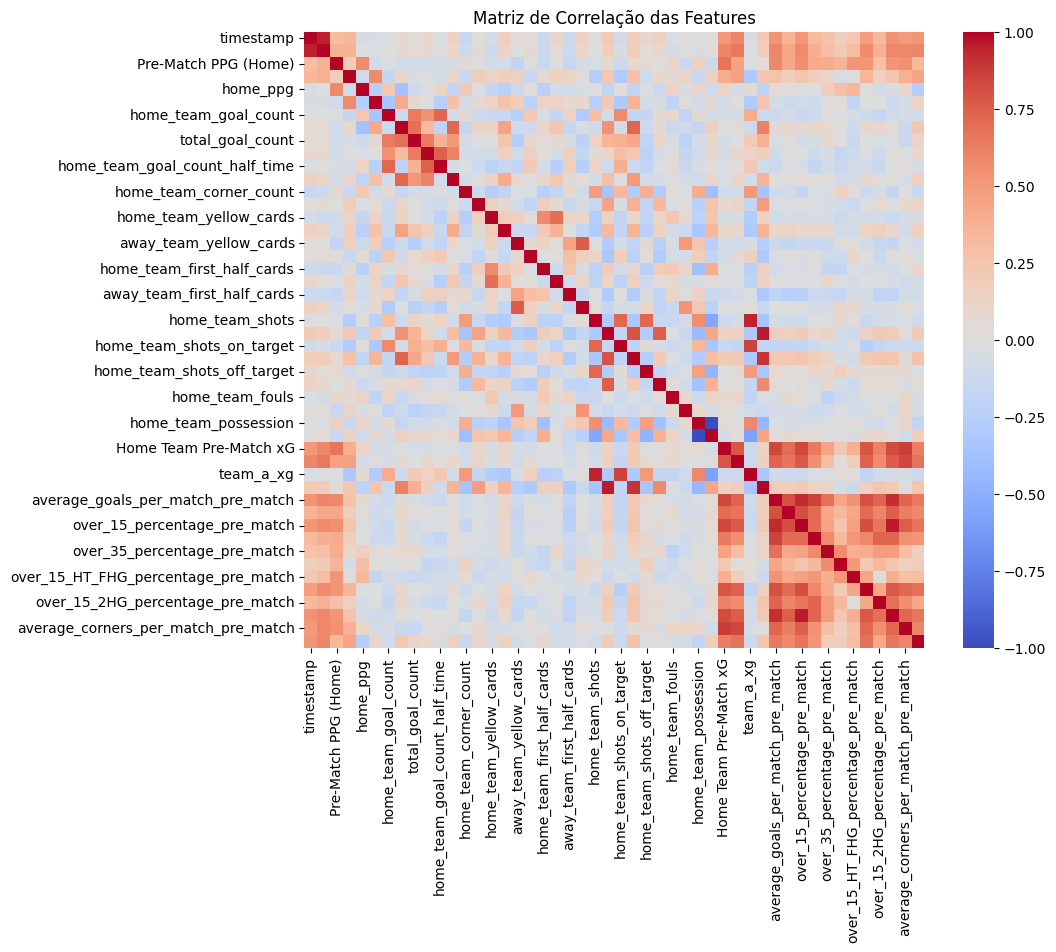 Matriz de Correlação das Features
timestamp
Pre-Match PPG (Home)
home_ppg
home_team_goal_count
total_goal_count
home_team_goal_count_half_time
home_team_corner_count
home_team_yellow_cards
away_team_yellow_cards
home_team_first_half_cards
away_team_first_half_cards
home_team_shots
home_team_shots_on_target
home_team_shots_off_target
home_team_fouls
home_team_possession
Home Team Pre-Match xG
team_a_xg
average_goals_per_match_pre_match
over_15_percentage_pre_match
over_35_percentage_pre_match
over_15_HT_FHG_percentage_pre_match
over_15_2HG_percentage_pre_match
average_corners_per_match_pre_match
timestamp
Pre-Match PPG (Home)
home_ppg
home_team_goal_count
total_goal_count
home_team_goal_count_half_time
home_team_corner_count
home_team_yellow_cards
away_team_yellow_cards
home_team_first_half_cards
away_team_first_half_cards
home_team_shots
home_team_shots_on_target
home_team_shots_off_target
home_team_fouls
home_team_possession
Home Team Pre-Match xG
team_a_xg
average_goals_per_match_pre_match
over_15_percentage_pre_match
over_35_percentage_pre_match
over_15_HT_FHG_percentage_pre_match
over_15_2HG_percentage_pre_match
average_corners_per_match_pre_match
1.00
0.75
0.50
0.25
0.00
−0.25
−0.50
−0.75
−1.00